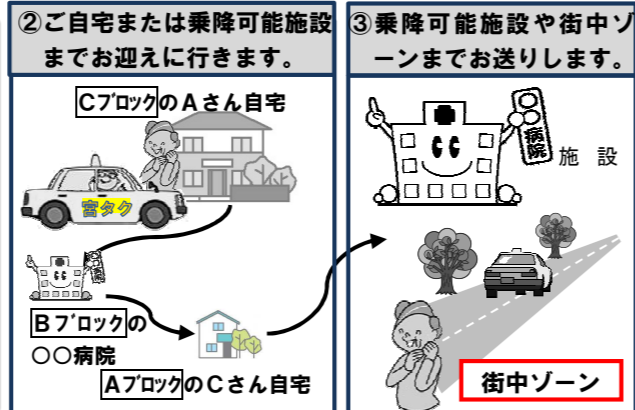 ②ご自宅または乗降可能施設
までお迎えに行きます。
CブロックのAさん自宅
宮タク
病院
Bブロックの
○○病院
AブロックのCさん自宅
③乗降可能施設や街中ゾ
ーンまでお送りします。
病院
施 設
街中ゾーン